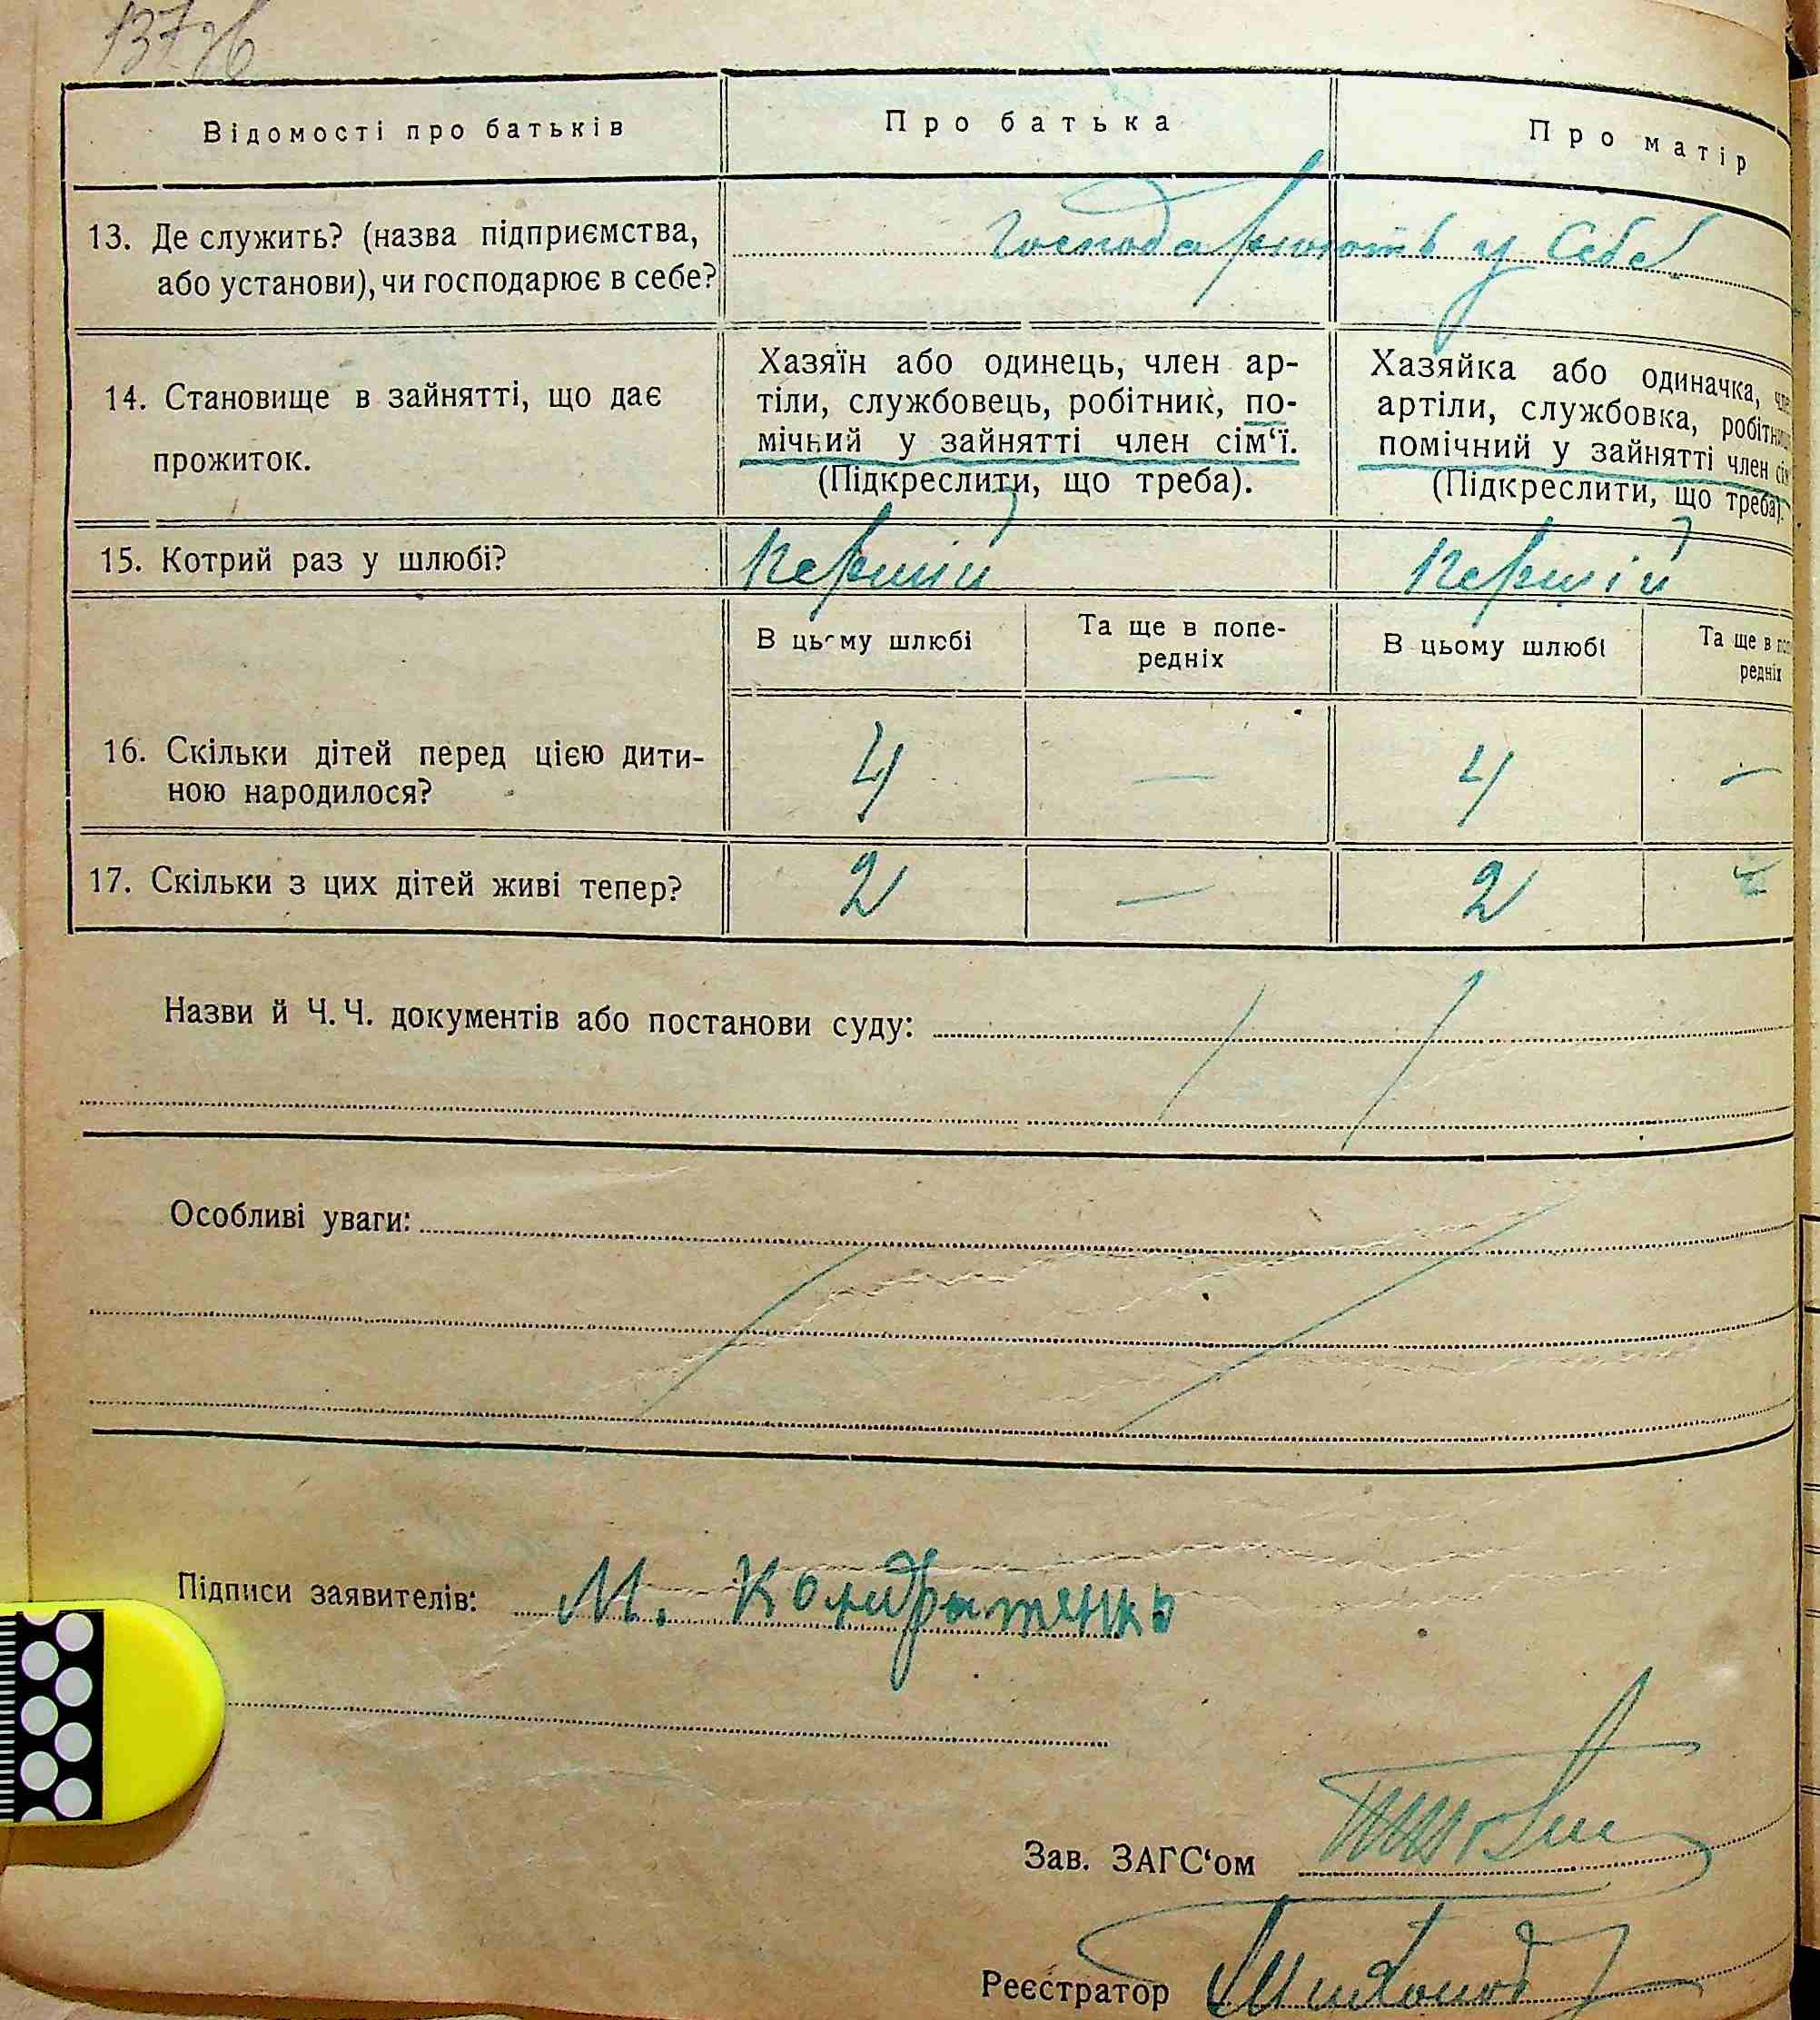 137зв
Відомості про батьків
Про батька
Про матір
13. Де служить? (назва підприємства,
або установи), чи господарює в себе?
Господарюють у себе
14. Становище в зайнятті, що дає
прожиток.
Хазяїн або одинець, член ар-
тіли, службовець, робітник, по-
мічний у зайнятті член сім‘ї.
(Підкреслити, що треба).
Хазяйка або одиначка,
артіли, службовка,
помічний у зайнятті член
(Підкреслити, що треба).
15. Котрий раз у шлюбі?
Перший
Перший
В цьому шлюбі
Та ще в попе-
редніх
В цьому шлюбі
Та ще в
редніх
16. Скільки дітей перед цією дити-
ною народилося?
4 — 4 —
17. Скільки з цих дітей живі тепер?
2 — 2
Назви й Ч. Ч. документів або постанови суду:
Особливі уваги:
Підписи заявителів: М. Кондратенко
Зав. ЗАГС‘ом
Реєстратор